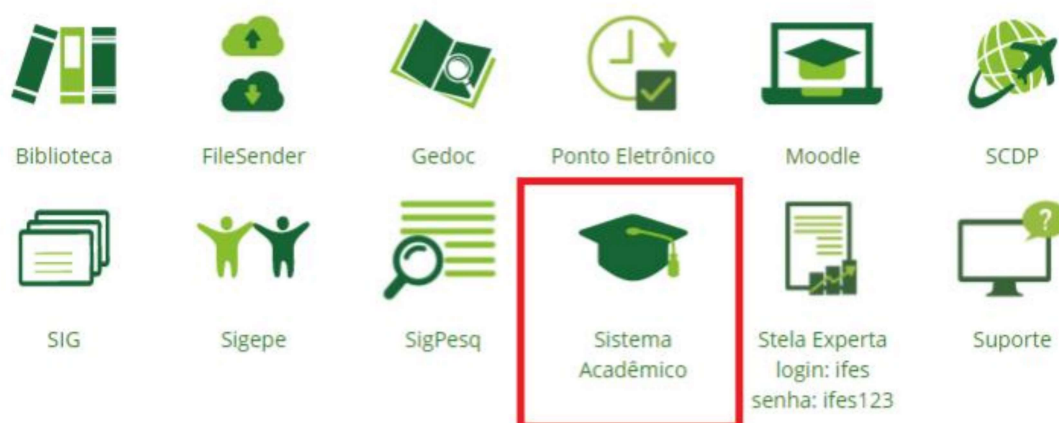 Biblioteca
FileSender
Gedoc
Ponto Eletrônico
Moodle
SCDP
?
SIG
Sigepe
SigPesq
Sistema
Acadêmico
Stela Experta
login: ifes
senha: ifes123
Suporte